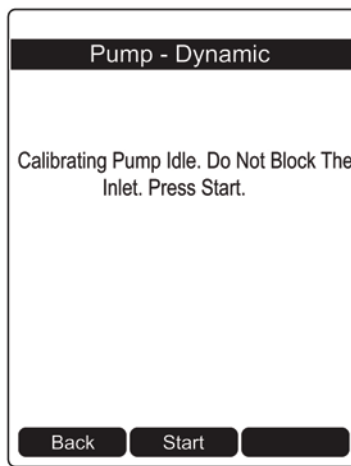 Pump - Dynamic
Calibrating Pump Idle. Do Not Block The
Inlet. Press Start.
Back Start